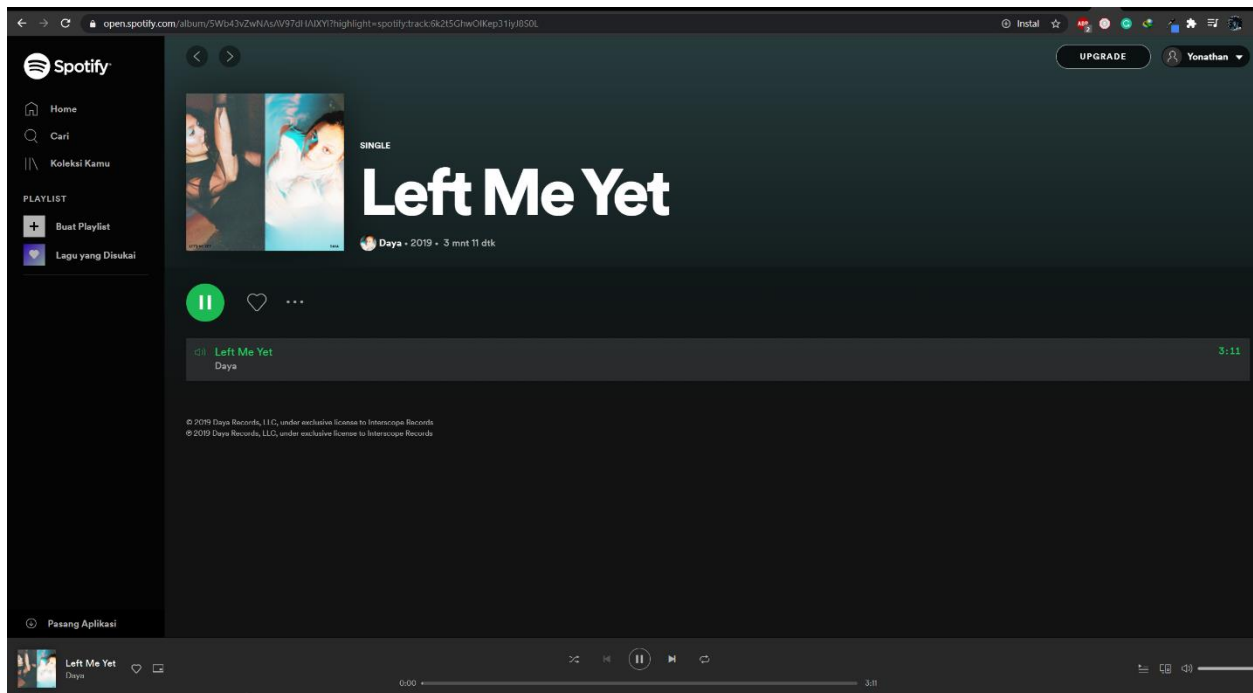 open.spotify.com/album/5Wb43vZwNAsAV97dHAIXYl?highlight=spotify:track:6k2t5GhwOIKep31iyJ8S0L
Instal
Spotify
UPGRADE
Yonathan
Home
Cari
Koleksi Kamu
PLAYLIST
Buat Playlist
Lagu yang Disukai
SINGLE
Left Me Yet
Daya • 2019 • 3 mnt 11 dtk
Left Me Yet
3:11
Daya
© 2019 Daya Records, LLC, under exclusive license to Interscope Records
℗ 2019 Daya Records, LLC, under exclusive license to Interscope Records
Pasang Aplikasi
Left Me Yet
Daya
0:00
3:11